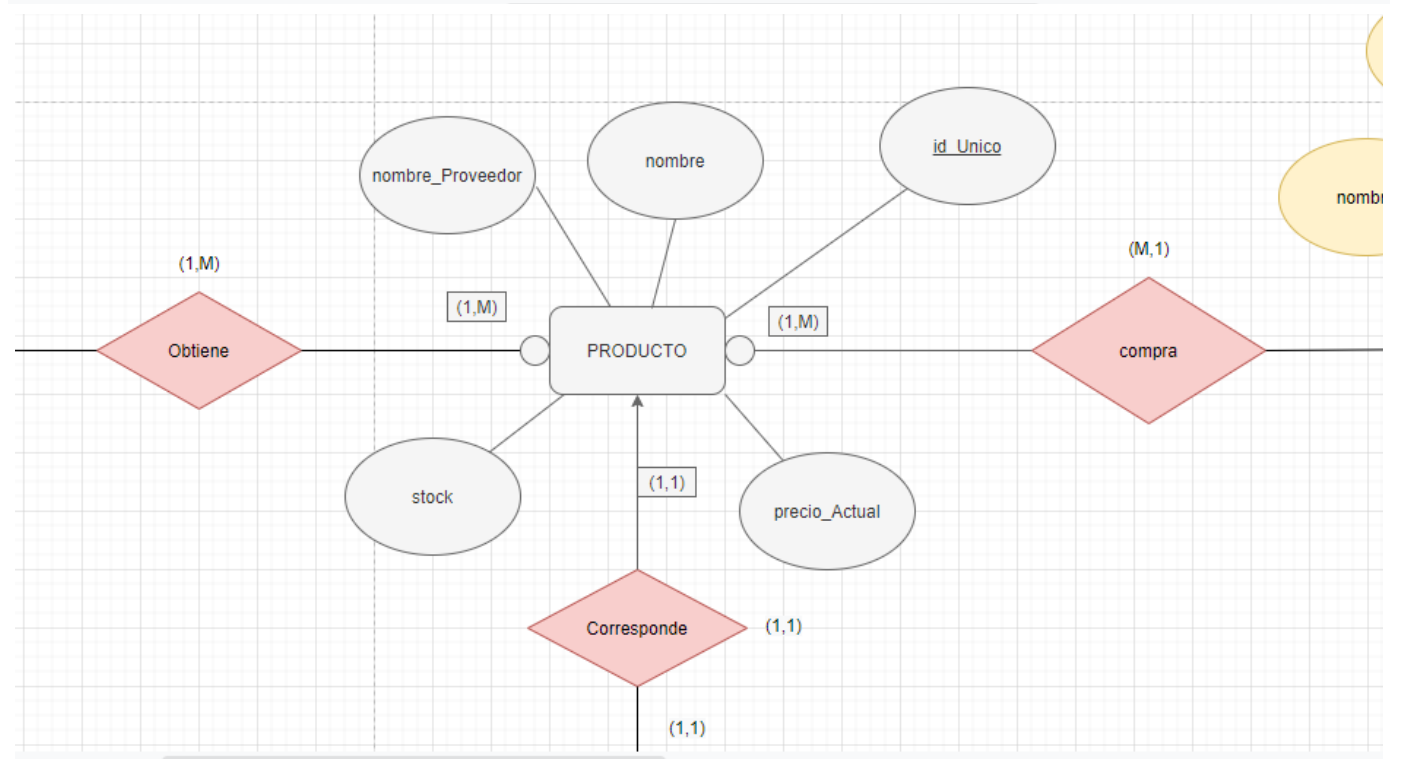 nombre_Proveedor
nombre
id_Unico
nombr
(1,M)
(1,M)
(1,M)
(M,1)
Obtiene
PRODUCTO
compra
stock
(1,1)
precio_Actual
Corresponde
(1,1)
(1,1)